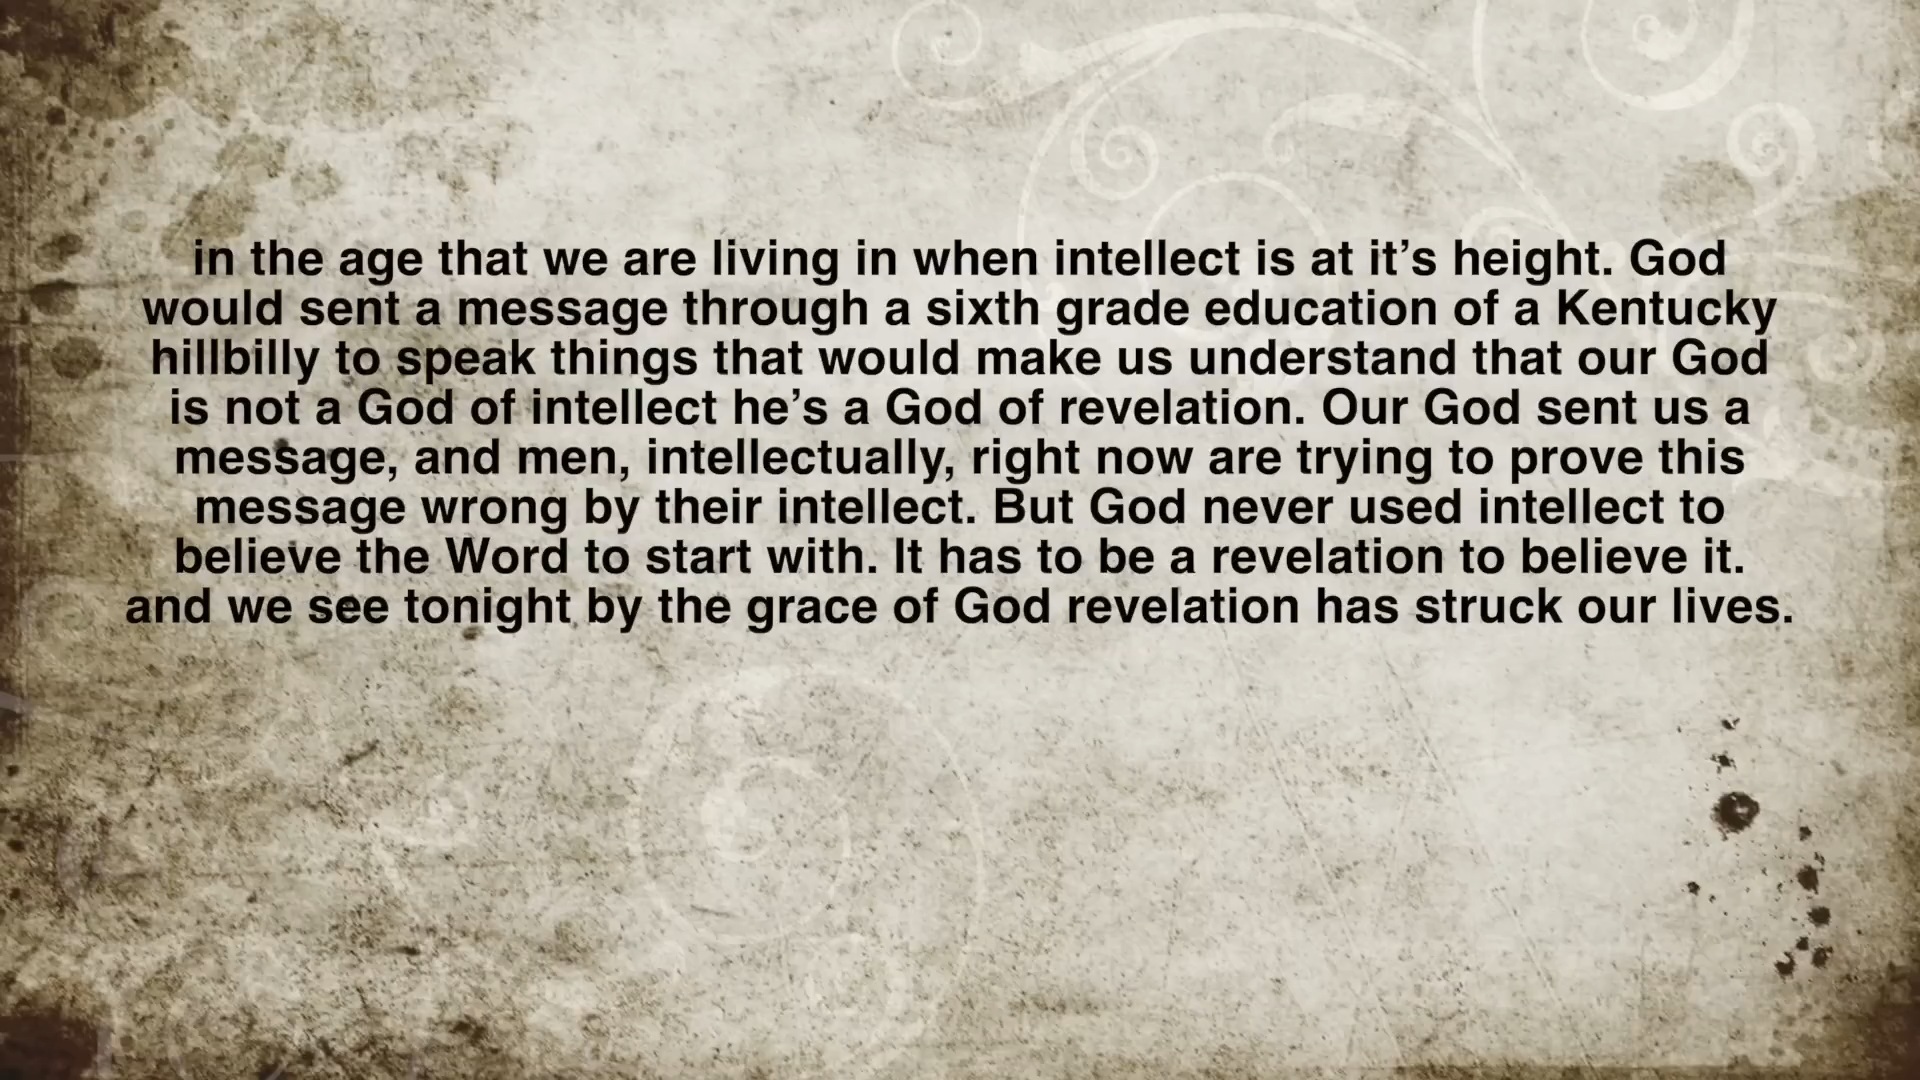 in the age that we are living in when intellect is at it’s height. God
would sent a message through a sixth grade education of a Kentucky
hillbilly to speak things that would make us understand that our God
is not a God of intellect he’s a God of revelation. Our God sent us a
message, and men, intellectually, right now are trying to prove this
message wrong by their intellect. But God never used intellect to
believe the Word to start with. It has to be a revelation to believe it.
and we see tonight by the grace of God revelation has struck our lives.